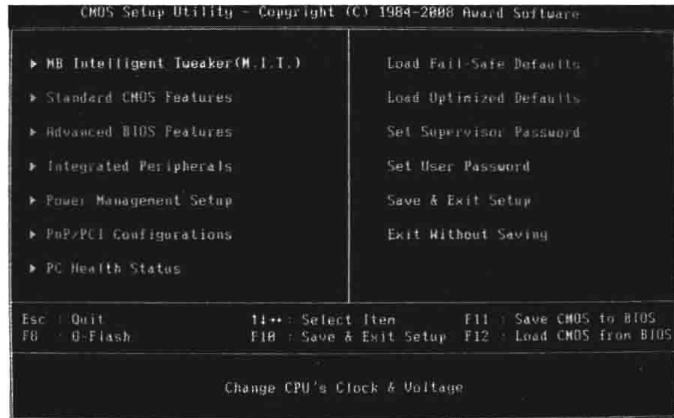 CMOS Setup Utility - Copyright (C) 1984-2008 Award Software
▶ MB Intelligent Tweaker(M.I.T.)
▶ Standard CMOS Features
▶ Advanced BIOS Features
▶ Integrated Peripherals
▶ Power Management Setup
▶ PnP/PCI Configurations
▶ PC Health Status
Load Fail-Safe Defaults
Load Optimized Defaults
Set Supervisor Password
Set User Password
Save & Exit Setup
Exit Without Saving
Esc : Quit ↑↓→← : Select Item F11 : Save CMOS to BIOS
F8 : Q-Flash F10 : Save & Exit Setup F12 : Load CMOS from BIOS
Change CPU's Clock & Voltage